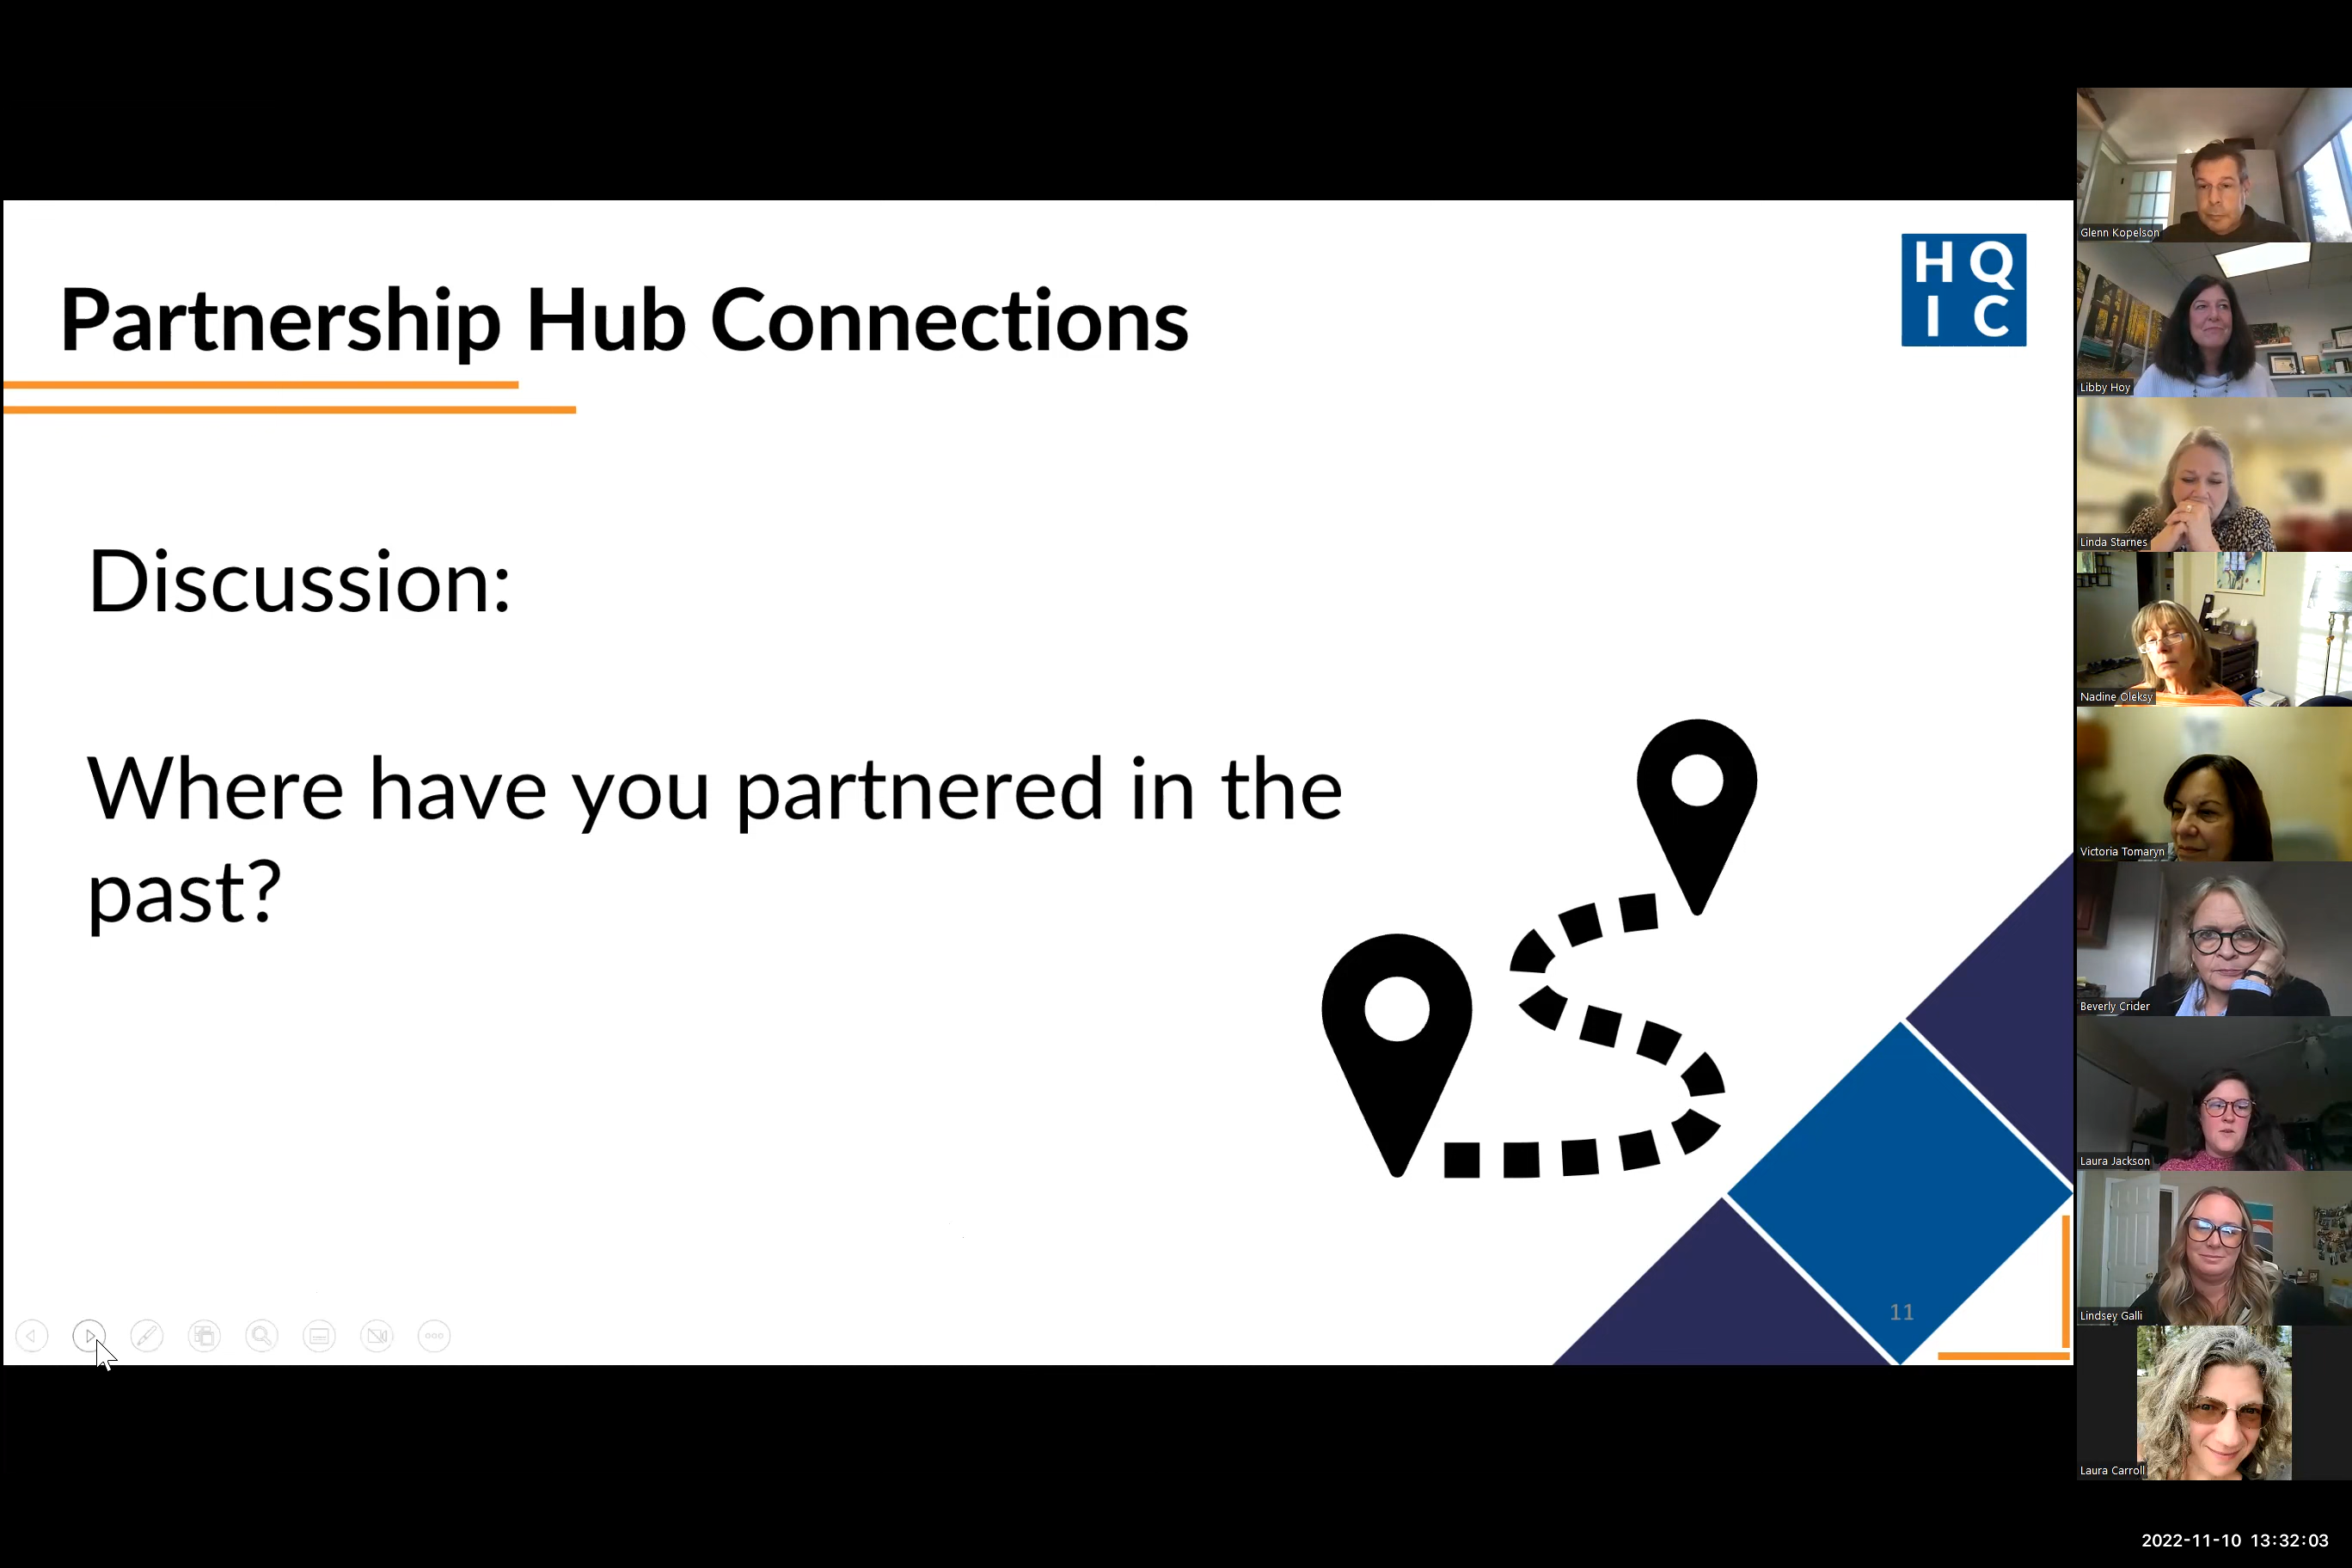 Partnership Hub Connections
H Q
I C
Discussion:
Where have you partnered in the
past?
11
Glenn Kopelson
Libby Hoy
Linda Starnes
Nadine Oleksy
Victoria Tomaryn
Beverly Crider
Laura Jackson
Lindsey Galli
Laura Carroll
2022-11-10 13:32:03